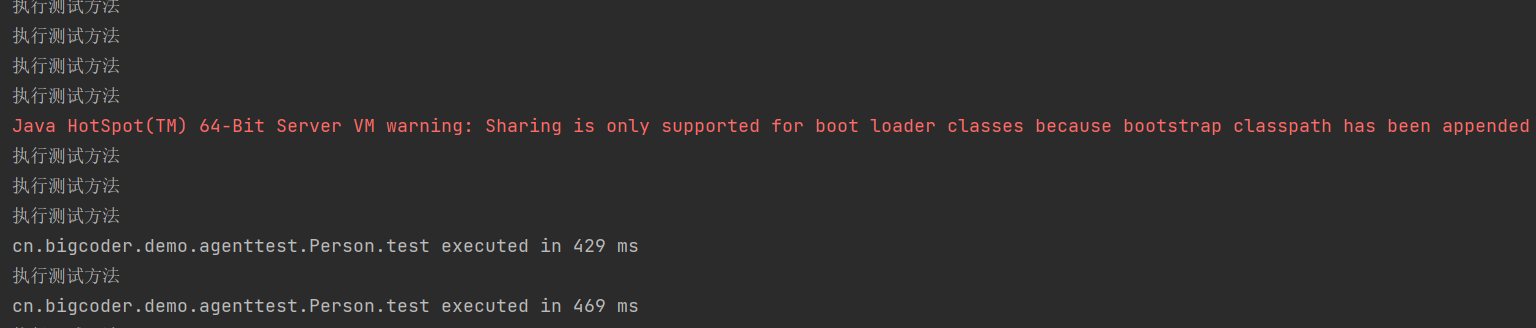 执行测试方法
执行测试方法
执行测试方法
执行测试方法
Java HotSpot(TM) 64-Bit Server VM warning: Sharing is only supported for boot loader classes because bootstrap classpath has been appended
执行测试方法
执行测试方法
执行测试方法
cn.bigcoder.demo.agenttest.Person.test executed in 429 ms
执行测试方法
cn.bigcoder.demo.agenttest.Person.test executed in 469 ms